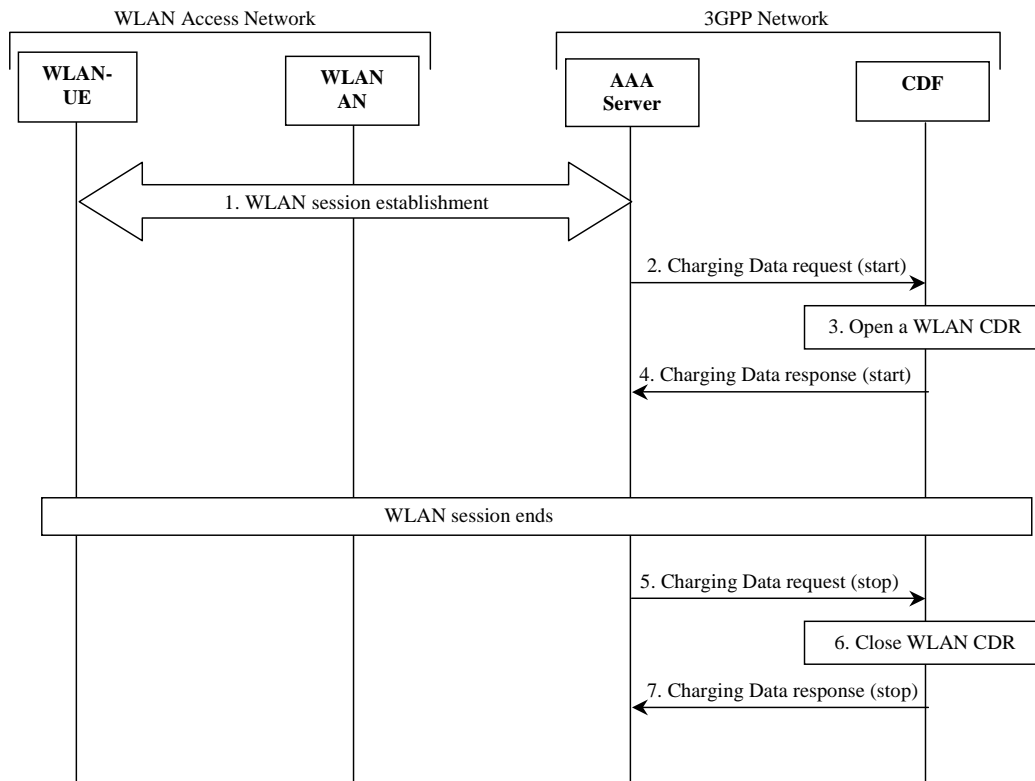 WLAN Access Network
3GPP Network
WLAN-
UE
WLAN
AN
AAA
Server
CDF
1. WLAN session establishment
2. Charging Data request (start)
3. Open a WLAN CDR
4. Charging Data response (start)
WLAN session ends
5. Charging Data request (stop)
6. Close WLAN CDR
7. Charging Data response (stop)